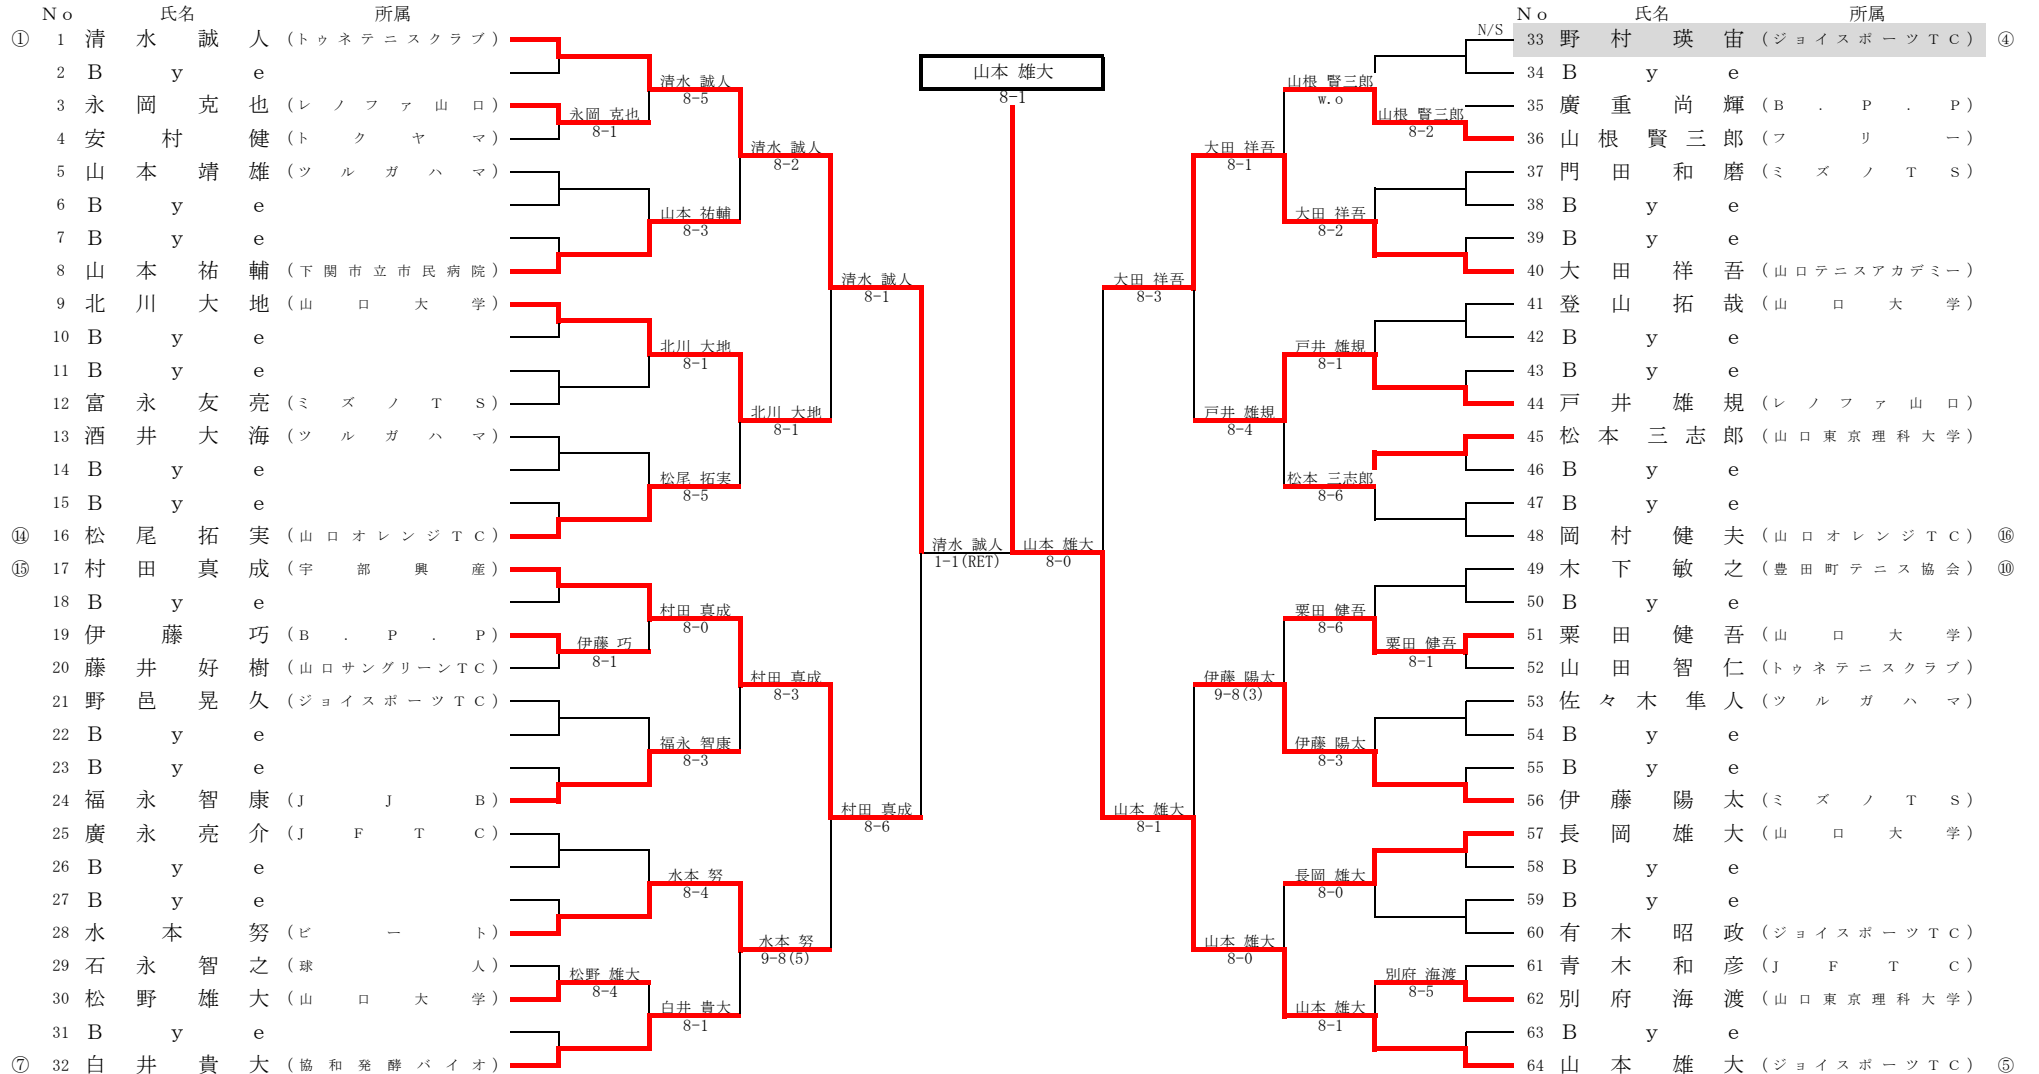 No 氏名 所属
① 1 清水誠人 (トゥネテニスクラブ)
2 Bye
3 永岡克也 (レノファ山口)
4 安村健 (トクヤマ)
5 山本靖雄 (ツルガハマ)
6 Bye
7 Bye
8 山本祐輔 (下関市立市民病院)
9 北川大地 (山口大学)
10 Bye
11 Bye
12 富永友亮 (ミズノTS)
13 酒井大海 (ツルガハマ)
14 Bye
15 Bye
⑭ 16 松尾拓実 (山口オレンジTC)
⑮ 17 村田真成 (宇部興産)
18 Bye
19 伊藤巧 (B.P.P)
20 藤井好樹 (山口サングリーンTC)
21 野邑晃久 (ジョイスポーツTC)
22 Bye
23 Bye
24 福永智康 (JJB)
25 廣永亮介 (JFTC)
26 Bye
27 Bye
28 水本努 (ビート)
29 石永智之 (球人)
30 松野雄大 (山口大学)
31 Bye
⑦ 32 白井貴大 (協和発酵バイオ)
永岡 克也
8-1
伊藤 巧
8-1
松野 雄大
8-4
清水 誠人
8-5
山本 祐輔
8-3
北川 大地
8-1
松尾 拓実
8-5
村田 真成
8-0
福永 智康
8-3
水本 努
8-4
白井 貴大
8-1
清水 誠人
8-2
北川 大地
8-1
村田 真成
8-3
水本 努
9-8(5)
清水 誠人
8-1
村田 真成
8-6
清水 誠人
1-1(RET)
山本 雄大
8-1
山本 雄大
8-0
大田 祥吾
8-3
山本 雄大
8-1
大田 祥吾
8-1
戸井 雄規
8-4
伊藤 陽太
9-8(3)
山本 雄大
8-0
山根 賢三郎
w.o
大田 祥吾
8-2
戸井 雄規
8-1
松本 三志郎
8-6
粟田 健吾
8-6
伊藤 陽太
8-3
長岡 雄大
8-0
山本 雄大
8-1
山根 賢三郎
8-2
粟田 健吾
8-1
別府 海渡
8-5
N/S
No 氏名 所属
33 野村瑛宙 (ジョイスポーツTC) ④
34 Bye
35 廣重尚輝 (B.P.P)
36 山根賢三郎 (フリー)
37 門田和磨 (ミズノTS)
38 Bye
39 Bye
40 大田祥吾 (山口テニスアカデミー)
41 登山拓哉 (山口大学)
42 Bye
43 Bye
44 戸井雄規 (レノファ山口)
45 松本三志郎 (山口東京理科大学)
46 Bye
47 Bye
48 岡村健夫 (山口オレンジTC) ⑯
49 木下敏之 (豊田町テニス協会) ⑩
50 Bye
51 粟田健吾 (山口大学)
52 山田智仁 (トゥネテニスクラブ)
53 佐々木隼人 (ツルガハマ)
54 Bye
55 Bye
56 伊藤陽太 (ミズノTS)
57 長岡雄大 (山口大学)
58 Bye
59 Bye
60 有木昭政 (ジョイスポーツTC)
61 青木和彦 (JFTC)
62 別府海渡 (山口東京理科大学)
63 Bye
64 山本雄大 (ジョイスポーツTC) ⑤